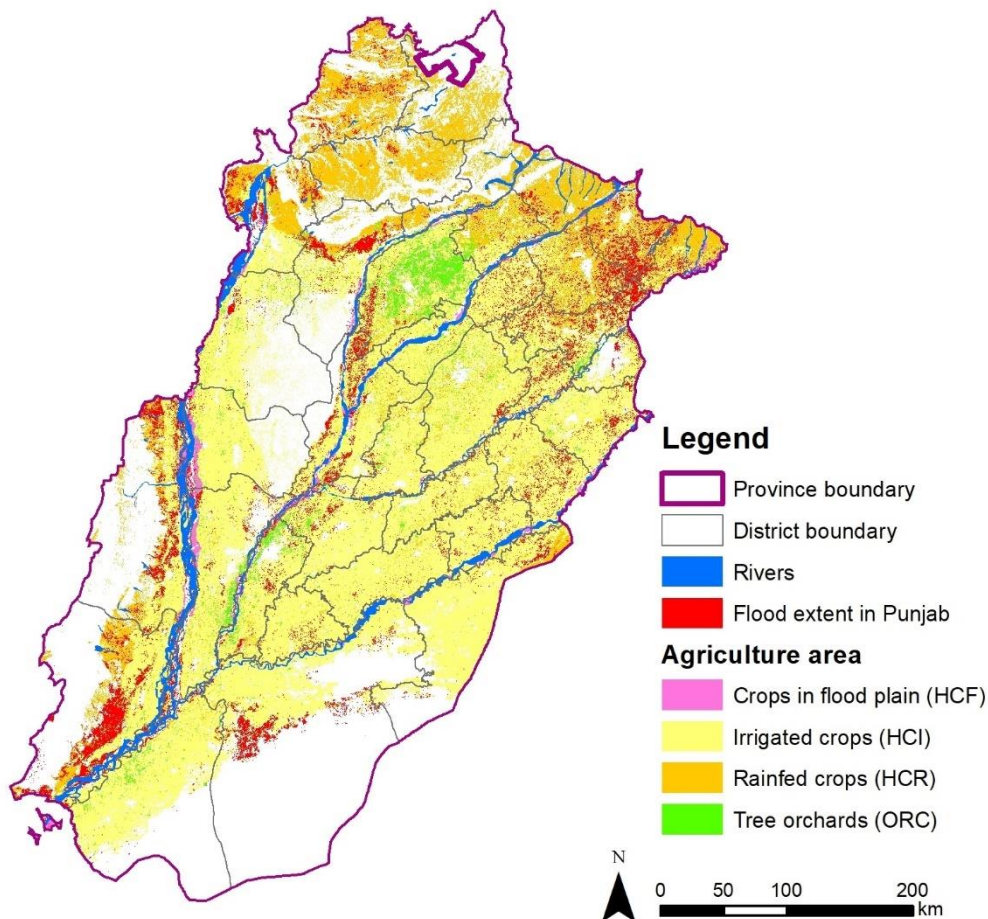 Legend
Province boundary
District boundary
Rivers
Flood extent in Punjab
Agriculture area
Crops in flood plain (HCF)
Irrigated crops (HCI)
Rainfed crops (HCR)
Tree orchards (ORC)
N
0 50 100 200
km